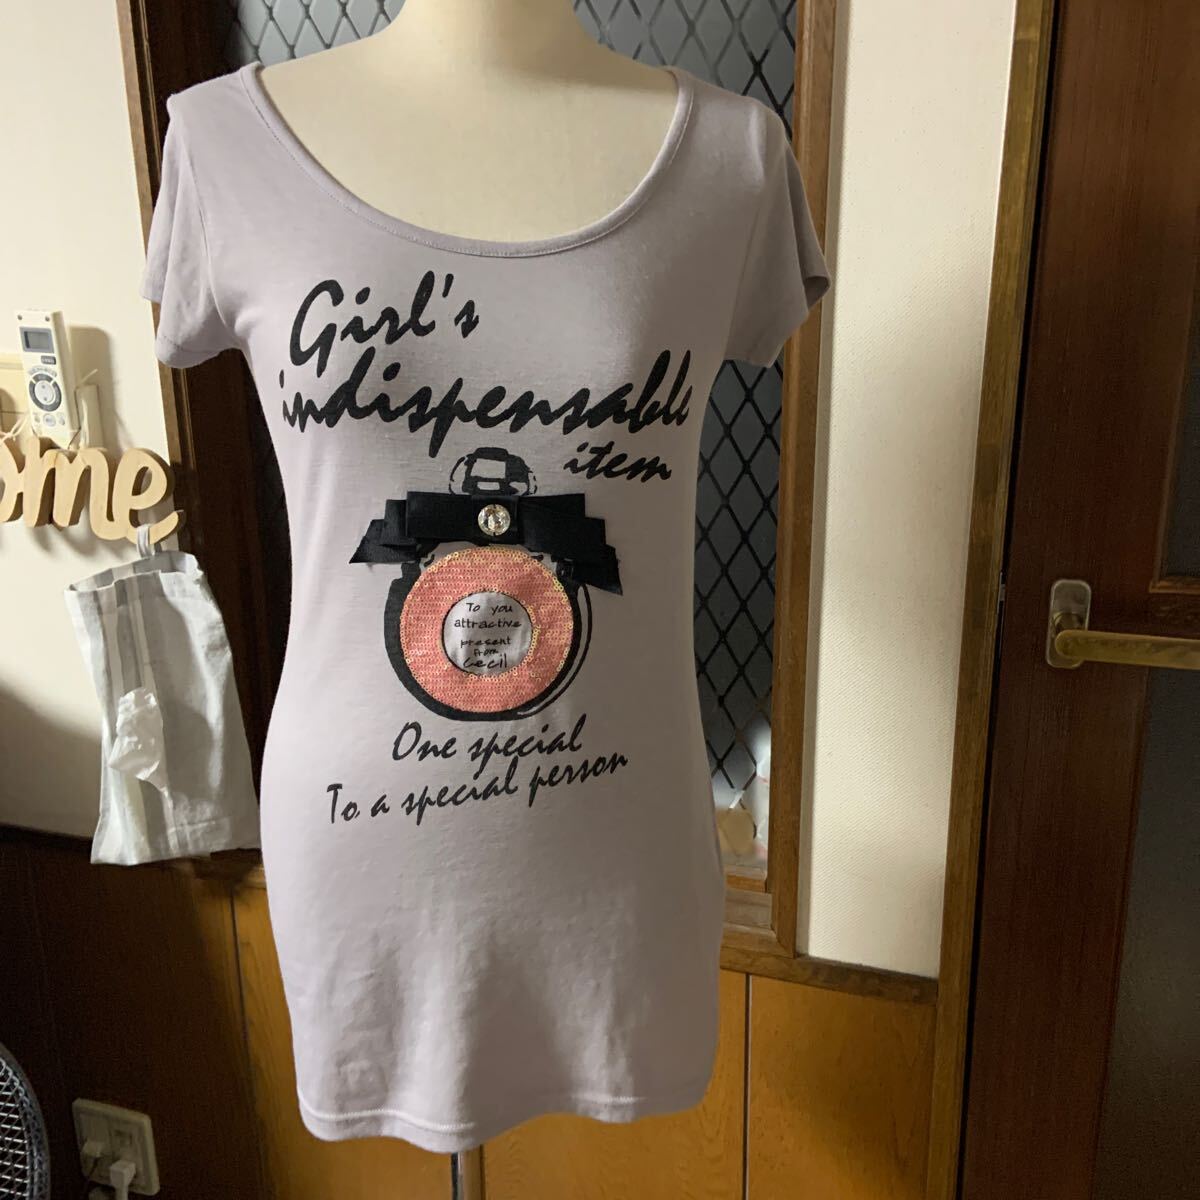 Girl's
indispensable
item
To you
attractive
present
from
Cecil
One special
To a special person
ome